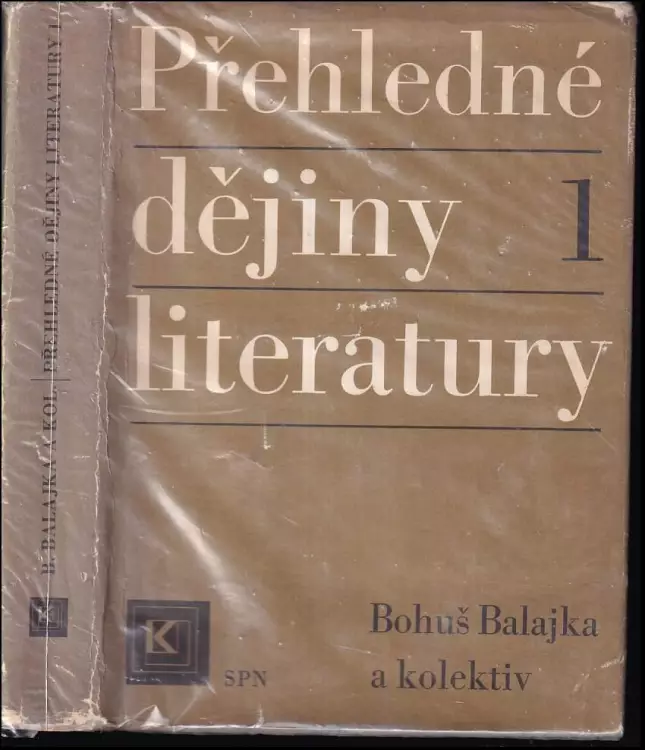 Přehledné
dějiny 1
literatury
Bohuš Balajka
a kolektiv
K
SPN
B. BALAJKA A KOL. | PŘEHLEDNÉ DĚJINY LITERATURY 1
K